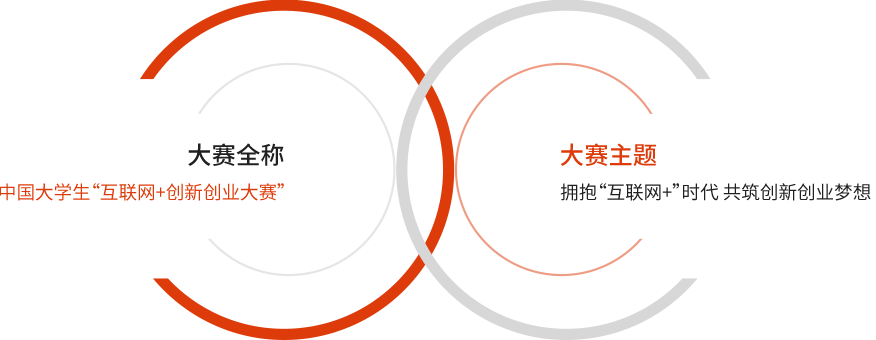 大赛全称
中国大学生“互联网+创新创业大赛”
大赛主题
拥抱“互联网+”时代 共筑创新创业梦想